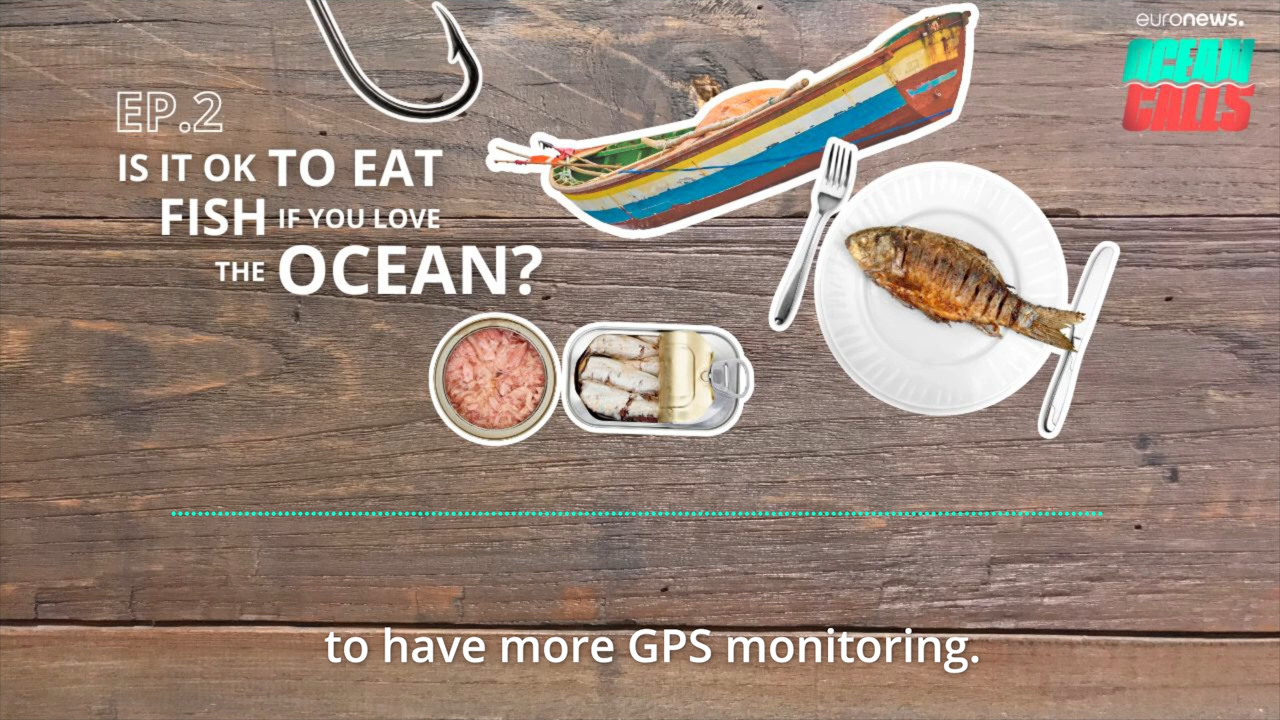 euronews.
OCEAN
CALLS
EP.2
IS IT OK TO EAT
FISH IF YOU LOVE
THE OCEAN?
to have more GPS monitoring.